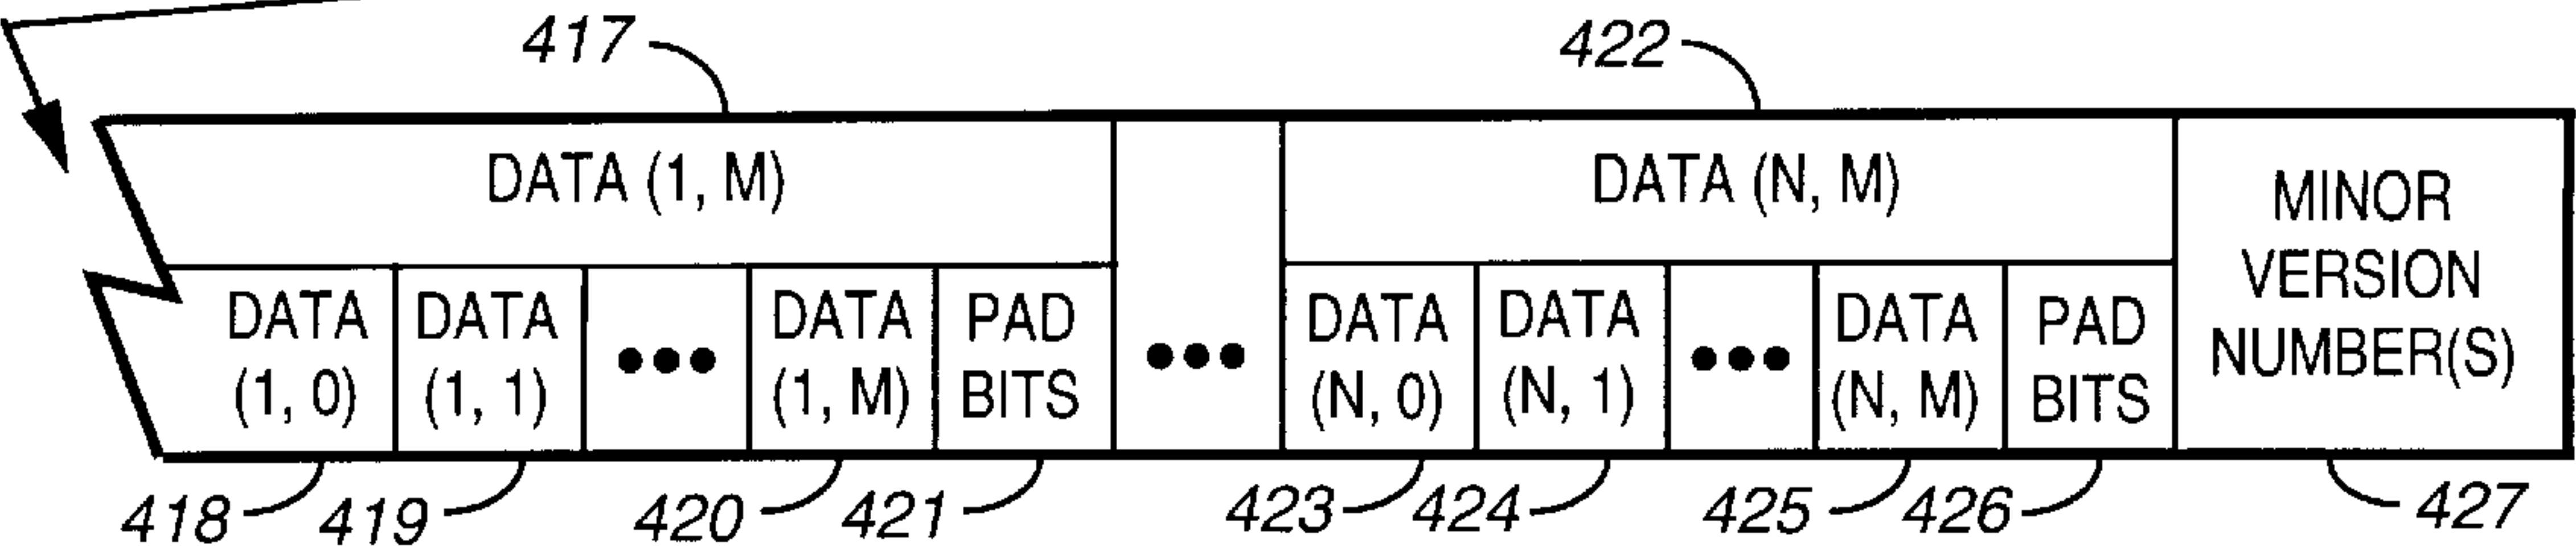 417 422
DATA (1, M) DATA (N, M) MINOR
VERSION
NUMBER(S)
DATA DATA ••• DATA PAD ••• DATA DATA ••• DATA PAD
(1, 0) (1, 1) (1, M) BITS (N, 0) (N, 1) (N, M) BITS
418 419 420 421 423 424 425 426 427